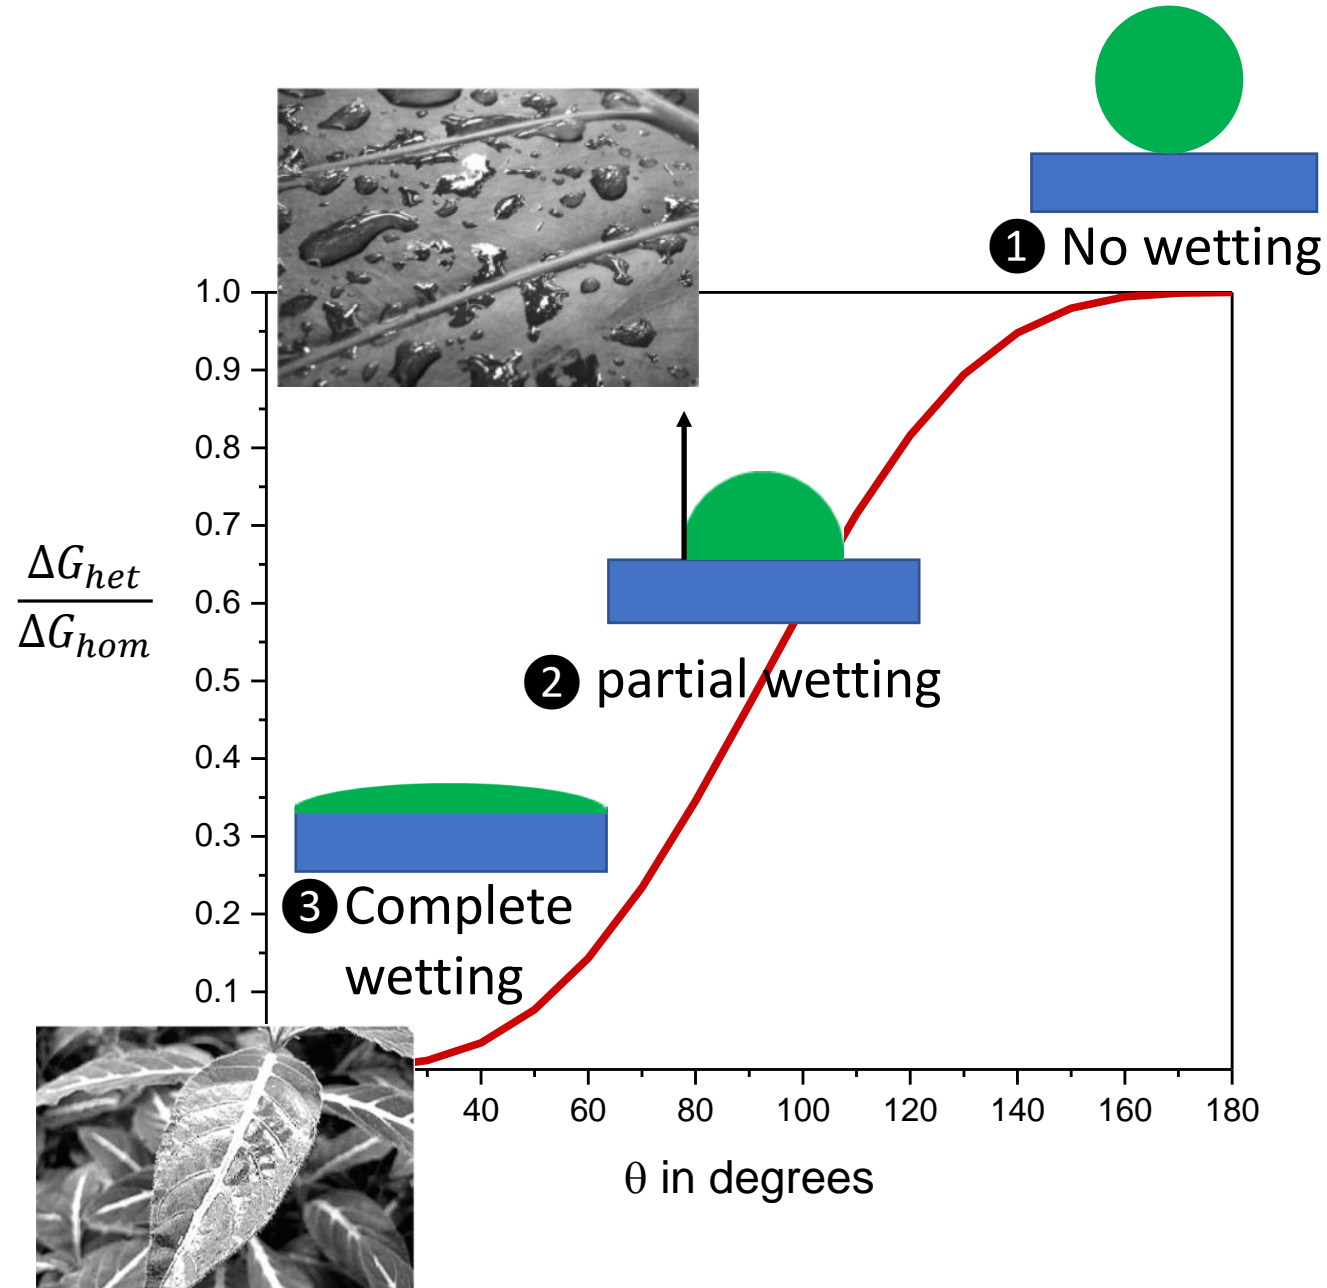 ❶ No wetting
1.0
0.9
0.8
0.7
ΔG_het
ΔG_hom
0.6
❷ partial wetting
0.5
0.4
0.3
❸ Complete
wetting
0.2
0.1
40 60 80 100 120 140 160 180
θ in degrees